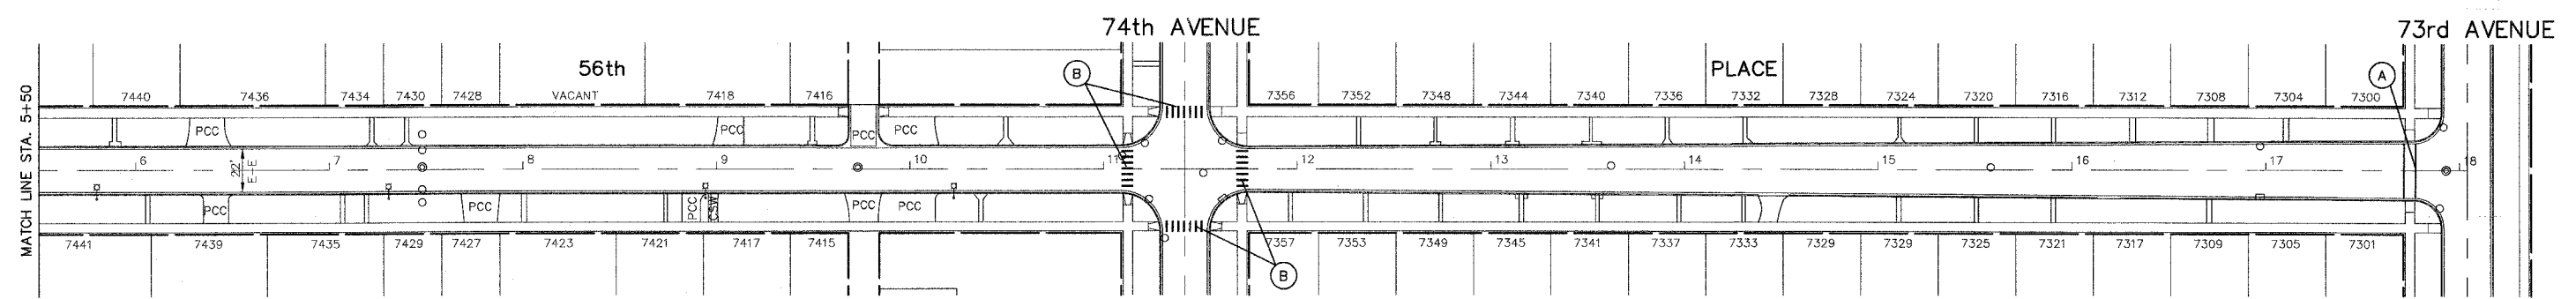 74th AVENUE
73rd AVENUE
56th
PLACE
B
A
MATCH LINE STA. 5+50
7440 7436 7434 7430 7428 VACANT 7418 7416 7356 7352 7348 7344 7340 7336 7332 7328 7324 7320 7316 7312 7308 7304 7300
PCC PCC PCC PCC
6 7 8 9 10 11 12 13 14 15 16 17 18
22'
E-E
PCC PCC PCC CSW PCC PCC
7441 7439 7435 7429 7427 7423 7421 7417 7415 7357 7353 7349 7345 7341 7337 7333 7329 7329 7325 7321 7317 7309 7305 7301
B